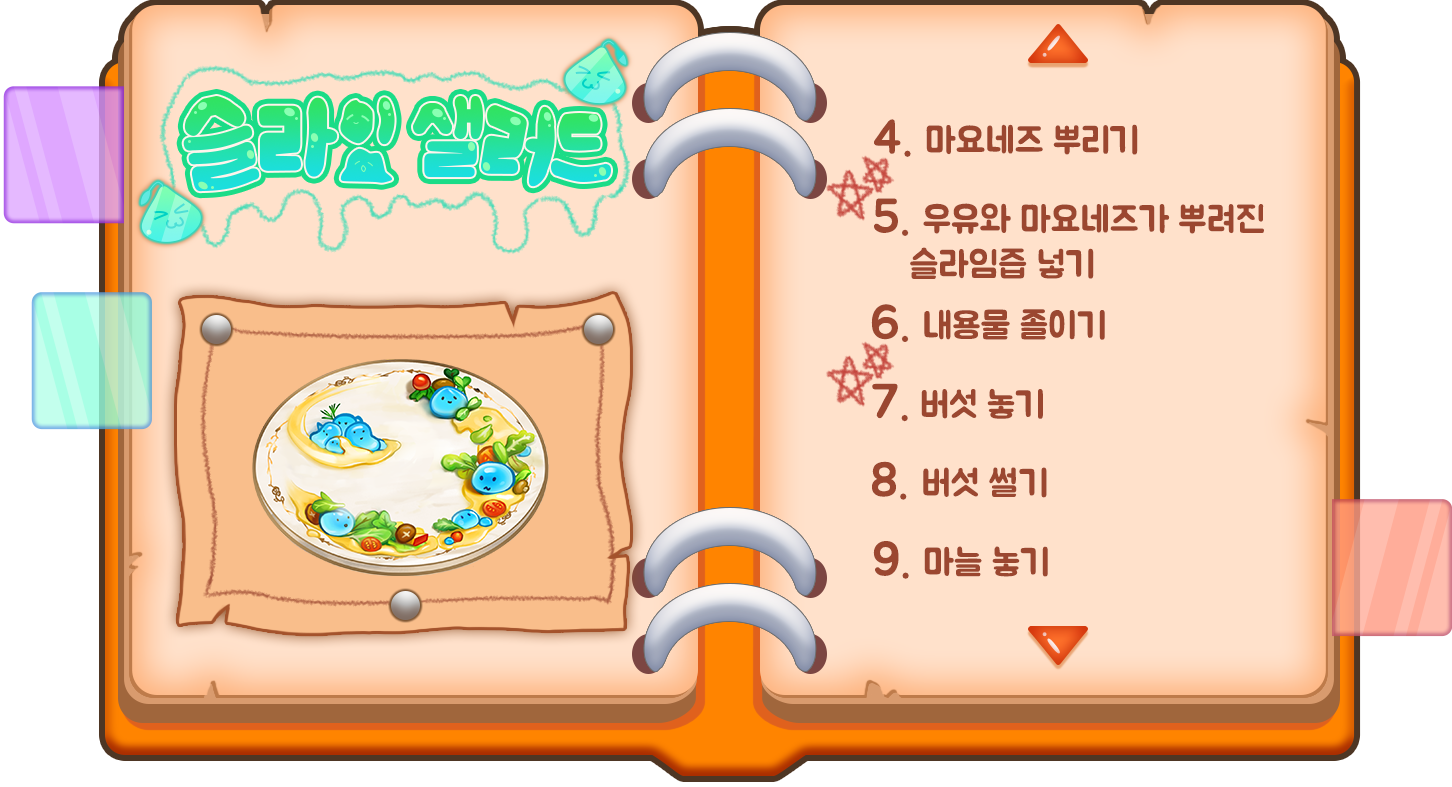 슬라임 샐러드
4. 마요네즈 뿌리기
5. 우유와 마요네즈가 뿌려진
슬라임즙 넣기
6. 내용물 졸이기
7. 버섯 놓기
8. 버섯 썰기
9. 마늘 놓기